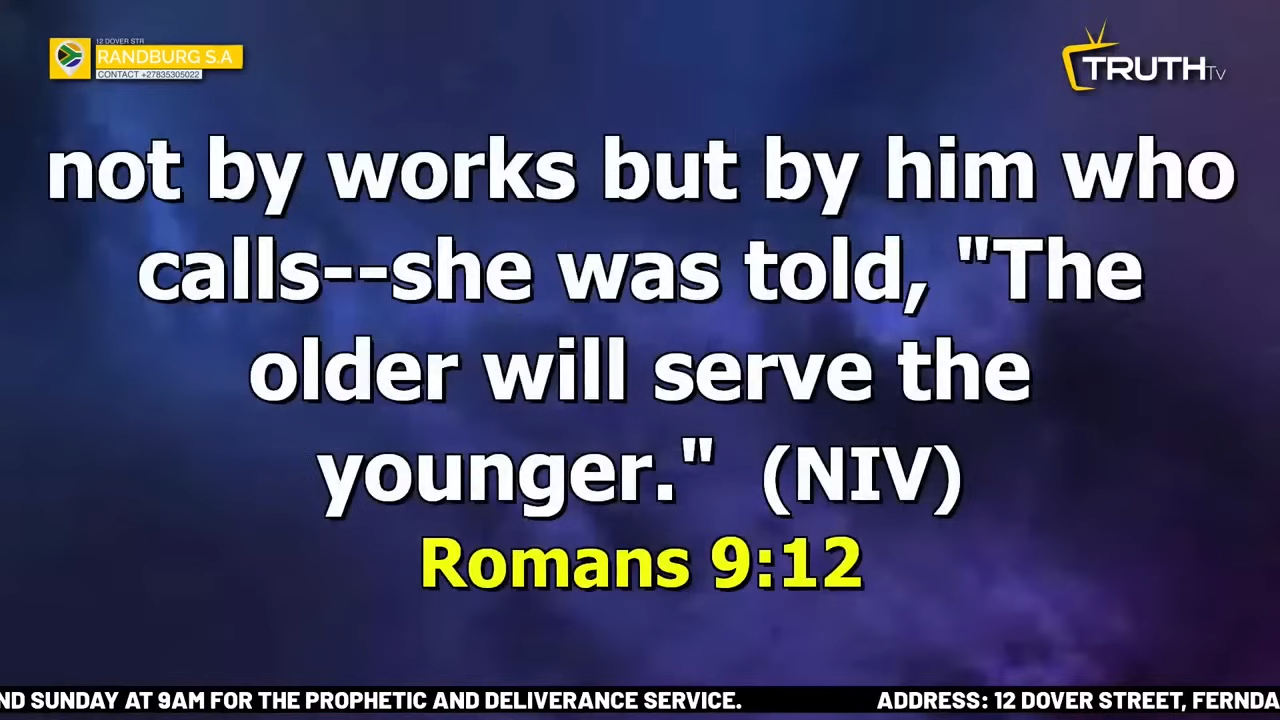 12 DOVER STR
RANDBURG S.A
CONTACT +27835305022
TRUTH TV
not by works but by him who
calls--she was told, "The
older will serve the
younger." (NIV)
Romans 9:12
ND SUNDAY AT 9AM FOR THE PROPHETIC AND DELIVERANCE SERVICE. ADDRESS: 12 DOVER STREET, FERNDA